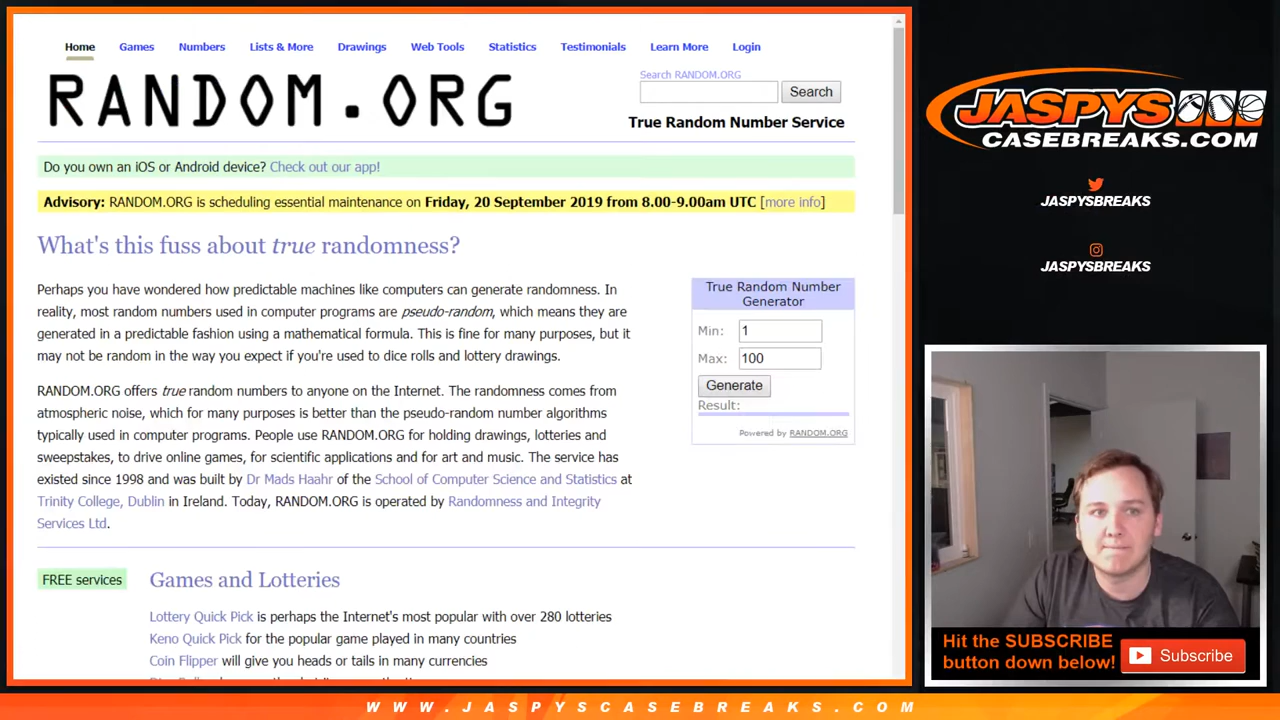 Home Games Numbers Lists & More Drawings Web Tools Statistics Testimonials Learn More Login
RANDOM.ORG
Search RANDOM.ORG
Search
True Random Number Service
Do you own an iOS or Android device? Check out our app!
Advisory: RANDOM.ORG is scheduling essential maintenance on Friday, 20 September 2019 from 8.00-9.00am UTC [more info]
What's this fuss about true randomness?
Perhaps you have wondered how predictable machines like computers can generate randomness. In
reality, most random numbers used in computer programs are pseudo-random, which means they are
generated in a predictable fashion using a mathematical formula. This is fine for many purposes, but it
may not be random in the way you expect if you're used to dice rolls and lottery drawings.
RANDOM.ORG offers true random numbers to anyone on the Internet. The randomness comes from
atmospheric noise, which for many purposes is better than the pseudo-random number algorithms
typically used in computer programs. People use RANDOM.ORG for holding drawings, lotteries and
sweepstakes, to drive online games, for scientific applications and for art and music. The service has
existed since 1998 and was built by Dr Mads Haahr of the School of Computer Science and Statistics at
Trinity College, Dublin in Ireland. Today, RANDOM.ORG is operated by Randomness and Integrity
Services Ltd.
True Random Number
Generator
Min: 1
Max: 100
Generate
Result:
Powered by RANDOM.ORG
FREE services
Games and Lotteries
Lottery Quick Pick is perhaps the Internet's most popular with over 280 lotteries
Keno Quick Pick for the popular game played in many countries
Coin Flipper will give you heads or tails in many currencies
JASPYS
CASEBREAKS.COM
JASPYSBREAKS
JASPYSBREAKS
Hit the SUBSCRIBE
button down below!
Subscribe
WWW.JASPYSCASEBREAKS.COM